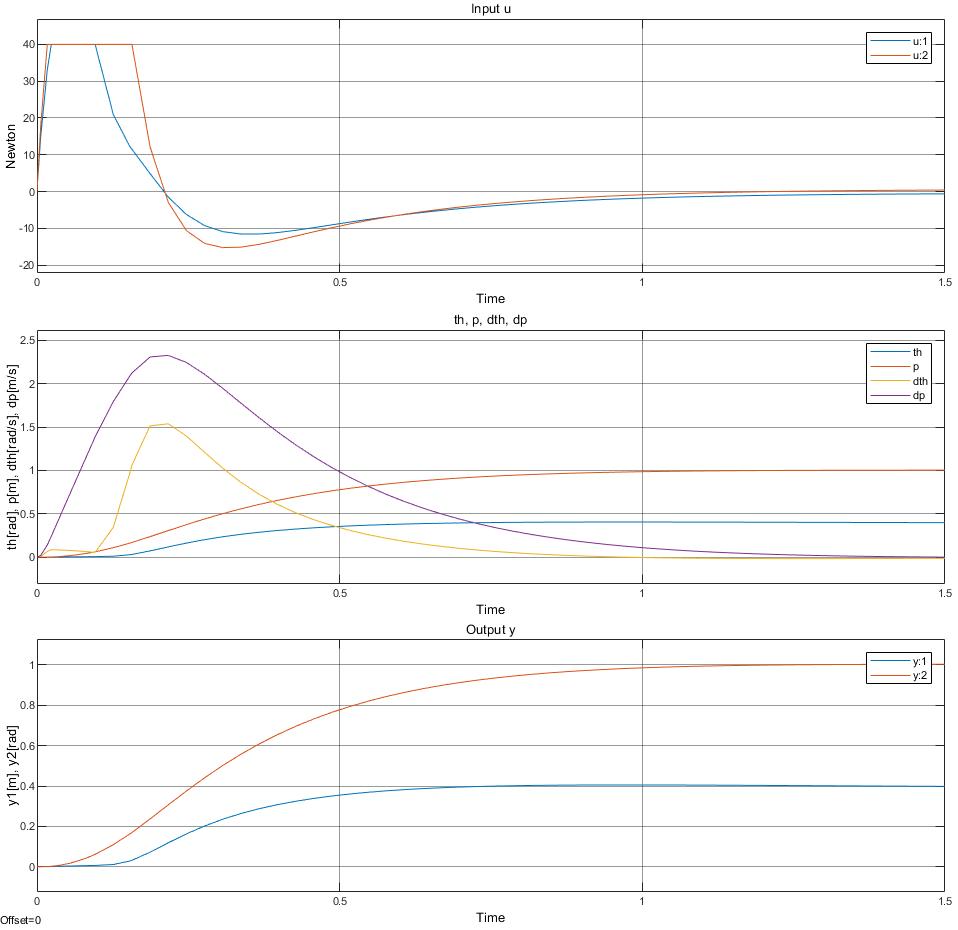 Input u
Newton
40
30
20
10
0
-10
-20
u:1
u:2
0
0.5
1
1.5
Time
th, p, dth, dp
th[rad], p[m], dth[rad/s], dp[m/s]
2.5
2
1.5
1
0.5
0
th
p
dth
dp
0
0.5
1
1.5
Time
Output y
y1[m], y2[rad]
1
0.8
0.6
0.4
0.2
0
y:1
y:2
0
0.5
1
1.5
Time
Offset=0